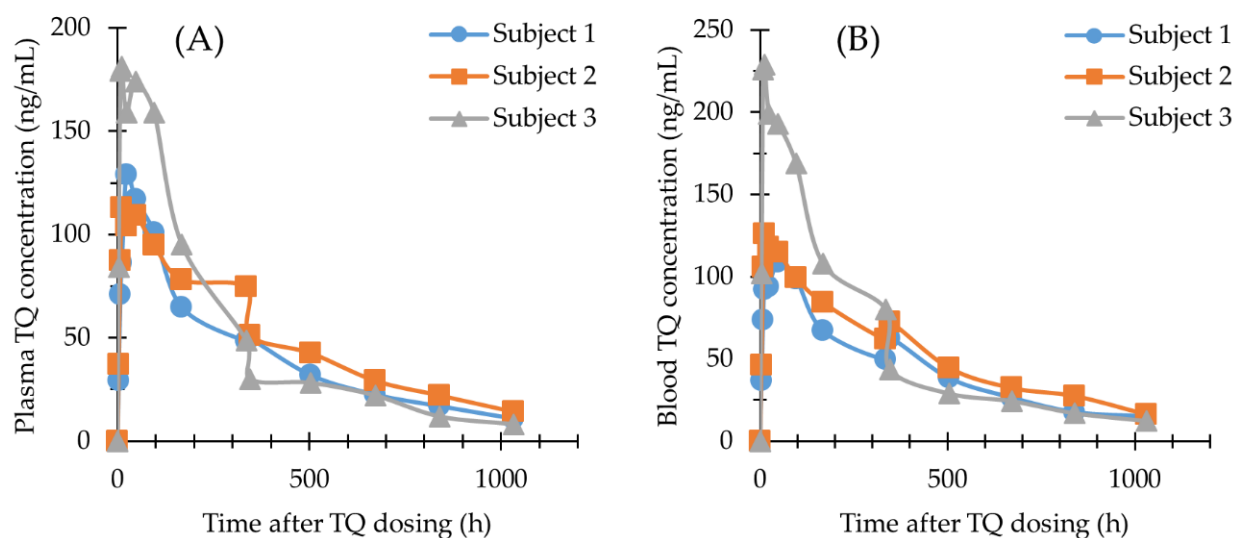 (A)
Subject 1
Subject 2
Subject 3
Plasma TQ concentration (ng/mL)
200
150
100
50
0
0 500 1000
Time after TQ dosing (h)
(B)
Subject 1
Subject 2
Subject 3
Blood TQ concentration (ng/mL)
250
200
150
100
50
0
0 500 1000
Time after TQ dosing (h)